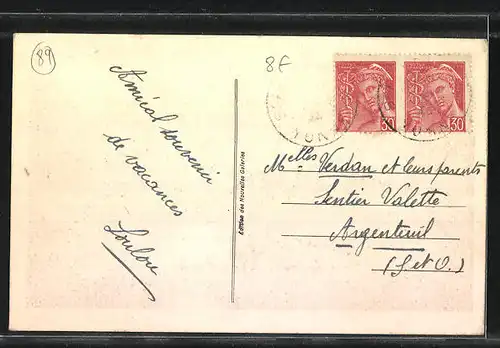 89
8F
Amical souvenir
de vacances
Loulou
Edition des Nouvelles Galeries
30
30
Melles Verdan et leurs parents
Sentier Valette
Argenteuil
(S et O.)